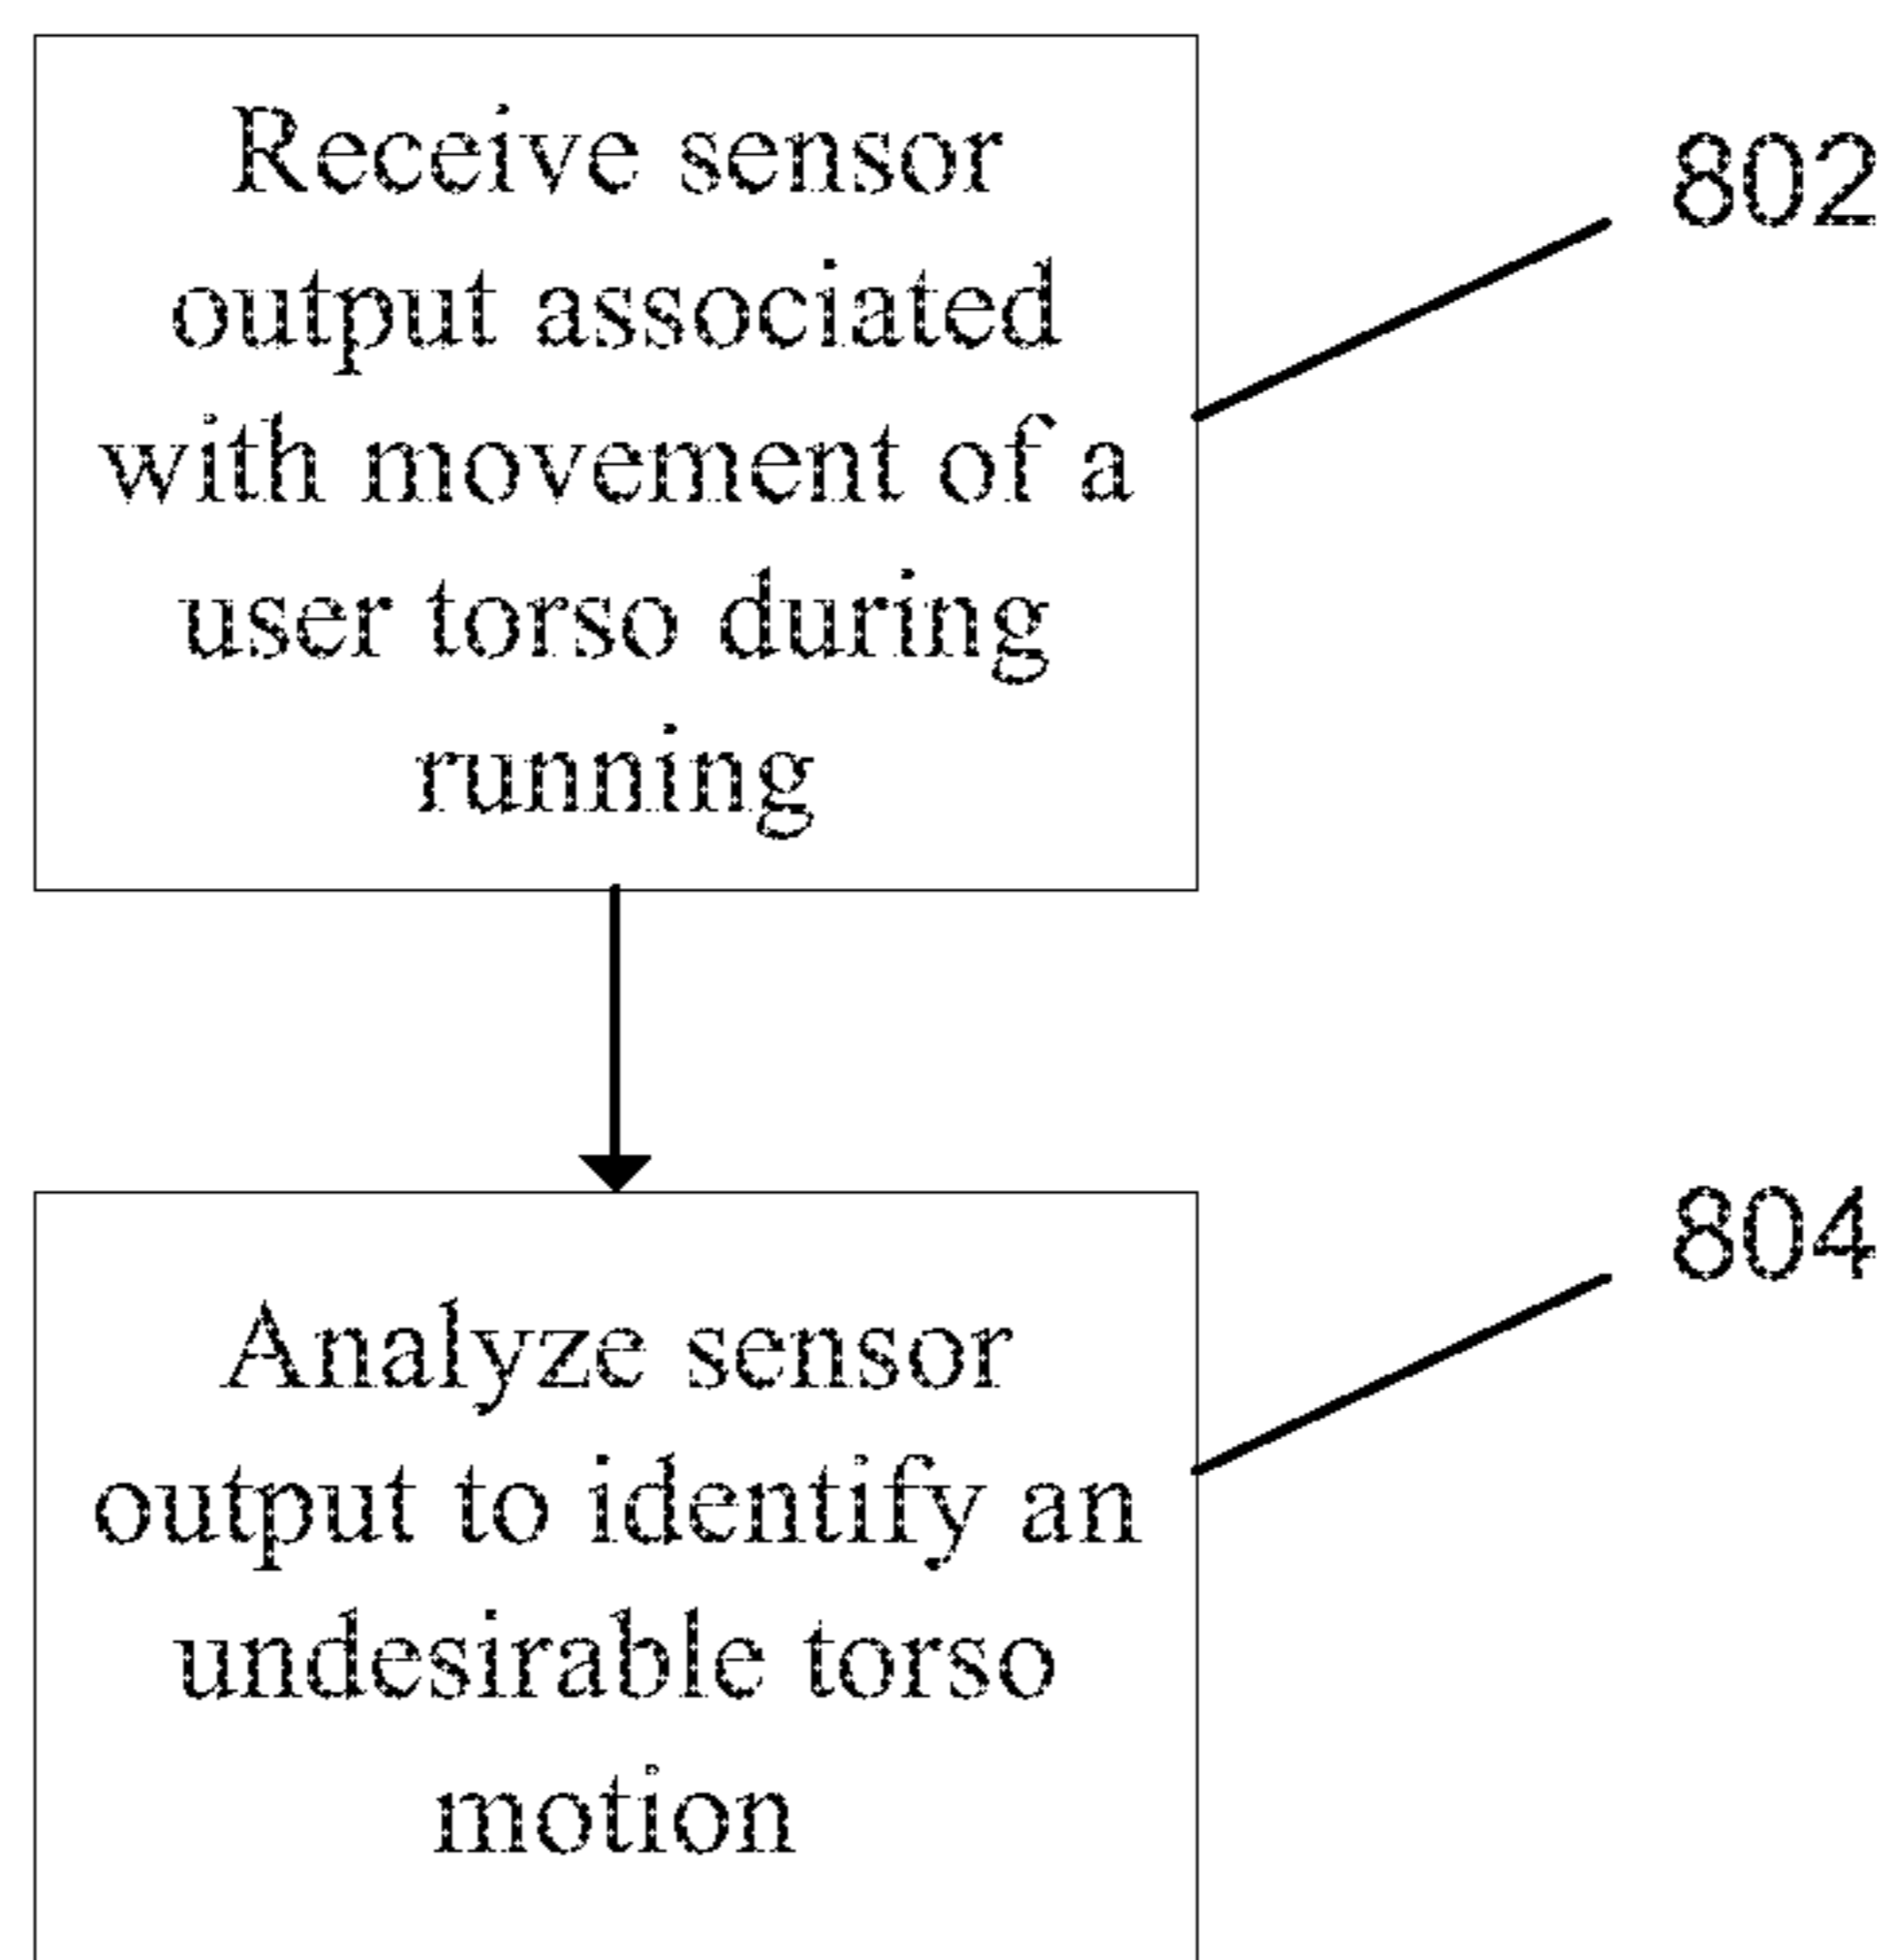 Receive sensor
output associated
with movement of a
user torso during
running
802
Analyze sensor
output to identify an
undesirable torso
motion
804